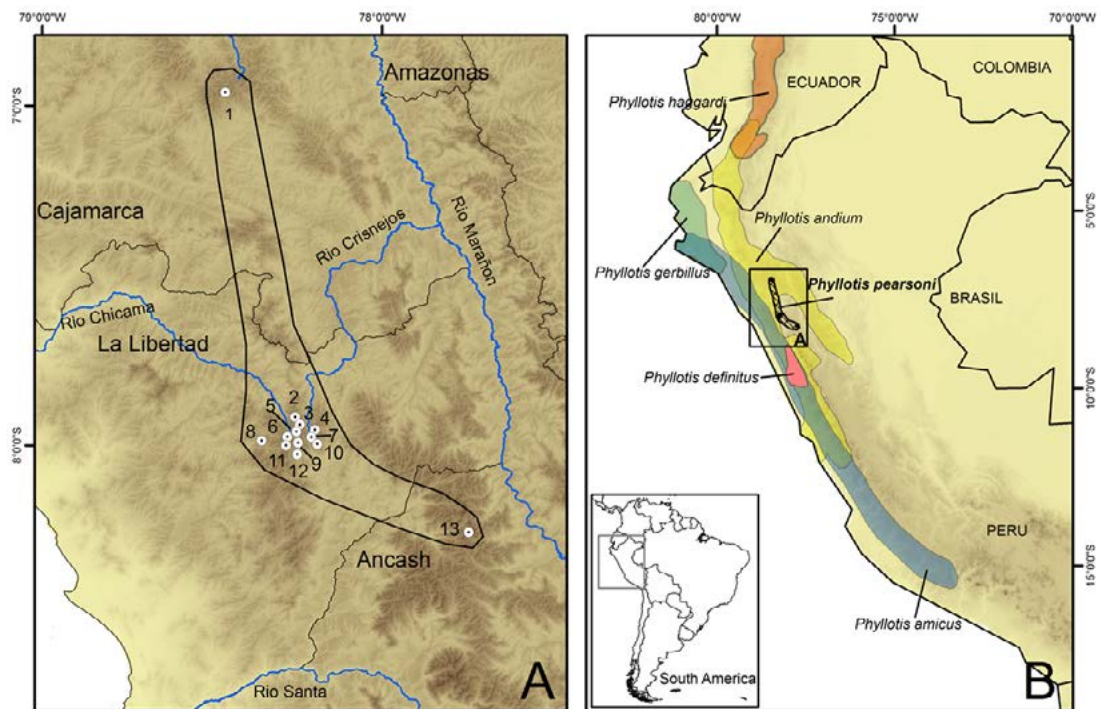 79°0'0"W
78°0'0"W
7°0'0"S
8°0'0"S
Amazonas
1
Cajamarca
Rio Crisnejos
Rio Marañon
Rio Chicama
La Libertad
2
5
3
4
6
8
7
10
11
9
12
13
Ancash
Rio Santa
A
80°0'0"W
75°0'0"W
70°0'0"W
COLOMBIA
ECUADOR
Phyllotis haggardi
5°0'0"S
Phyllotis andium
Phyllotis gerbillus
Phyllotis pearsoni
BRASIL
A
Phyllotis definitus
10°0'0"S
PERU
15°0'0"S
Phyllotis amicus
South America
B